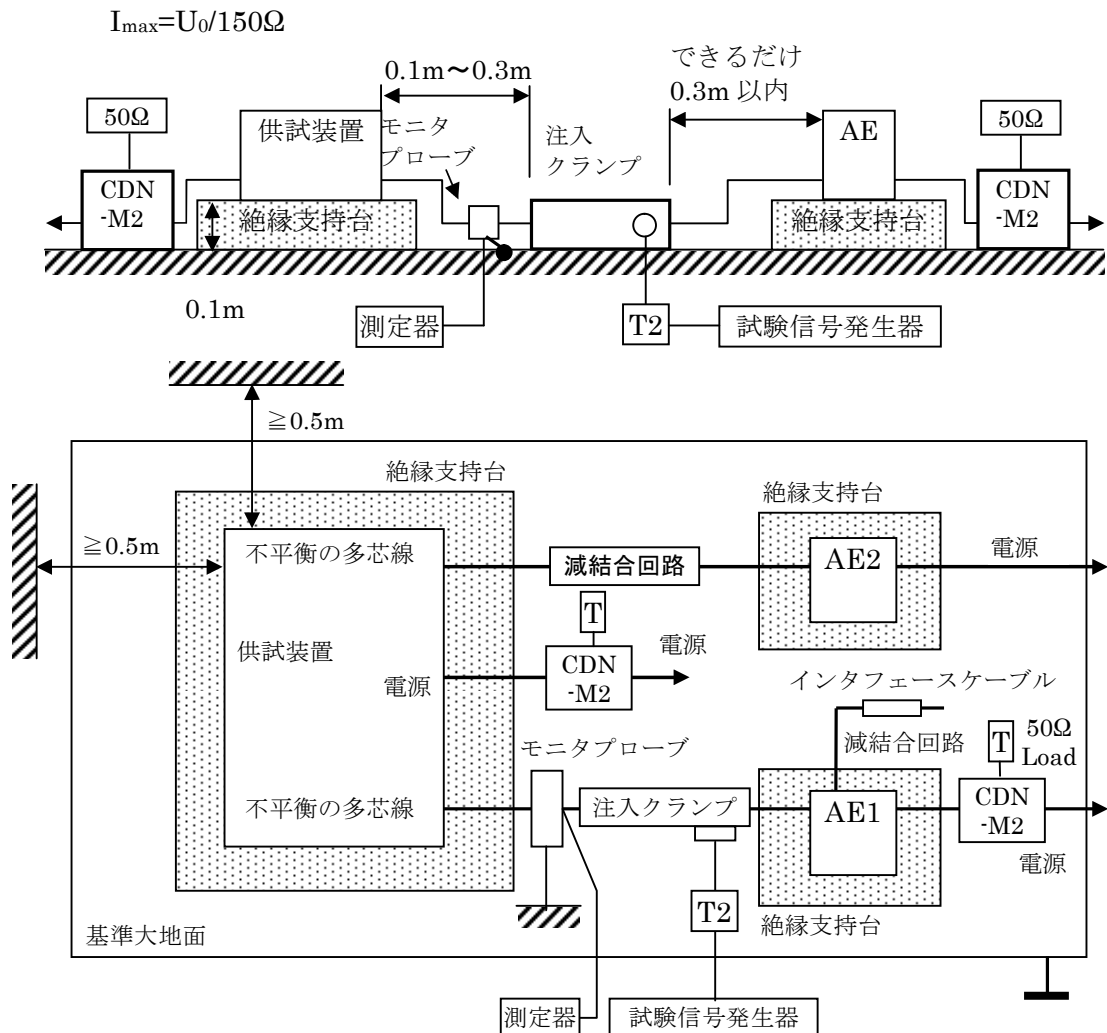 Imax=U0/150Ω
できるだけ
0.3m 以内
0.1m～0.3m
50Ω
供試装置
モニタ
プローブ
注入
クランプ
AE
50Ω
CDN
-M2
絶縁支持台
絶縁支持台
CDN
-M2
0.1m
測定器
T2
試験信号発生器
≧0.5m
絶縁支持台
絶縁支持台
≧0.5m
不平衡の多芯線
減結合回路
AE2
電源
T
供試装置
電源
CDN
-M2
電源
インタフェースケーブル
モニタプローブ
減結合回路
T
50Ω
Load
不平衡の多芯線
注入クランプ
AE1
CDN
-M2
電源
T2
絶縁支持台
基準大地面
測定器
試験信号発生器